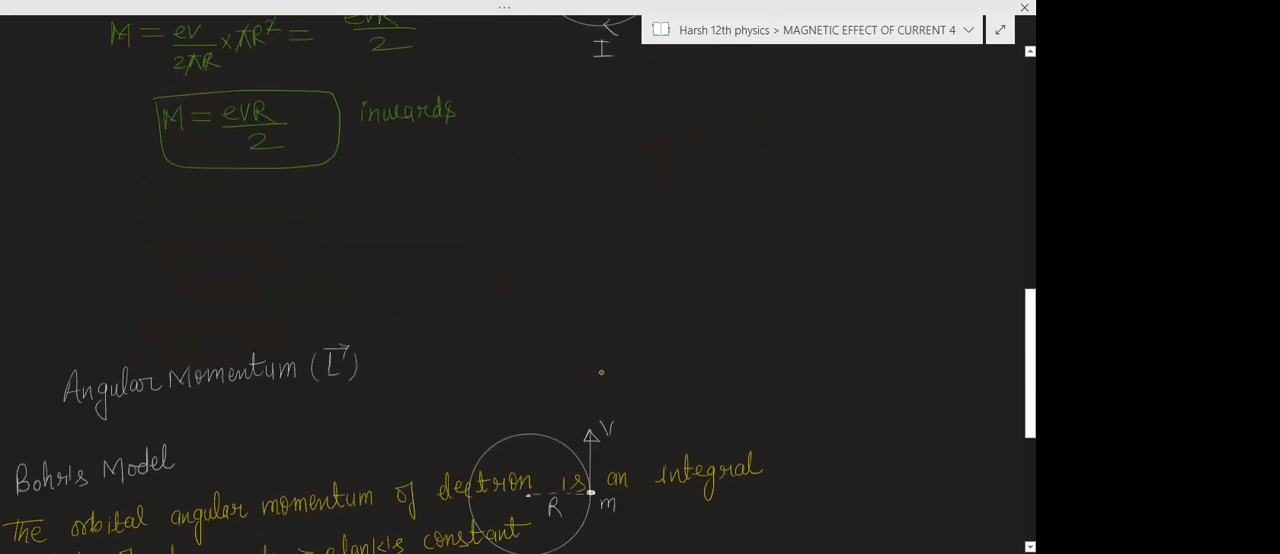 Harsh 12th physics > MAGNETIC EFFECT OF CURRENT 4
M = ev/2πR × πR² = evR/2
I
M = evR/2 inwards
Angular Momentum (L⃗)
V
Bohr's Model
R m
The orbital angular momentum of electron is an integral
plank's constant